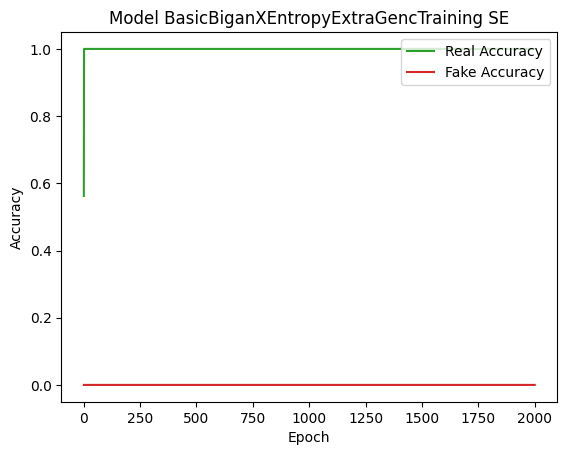 Model BasicBiganXEntropyExtraGencTraining SE
Real Accuracy
Fake Accuracy
1.0
0.8
0.6
0.4
0.2
0.0
Accuracy
0 250 500 750 1000 1250 1500 1750 2000
Epoch